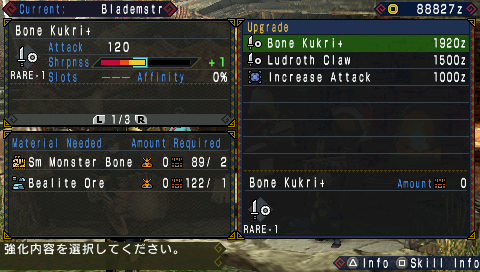 Current: Blademstr
88827z
Bone Kukri+
Attack 120
Shrpnss +1
RARE-1 Slots --- Affinity 0%
L 1/3 R
Material Needed Amount Required
Sm Monster Bone 0 89/ 2
Bealite Ore 0 122/ 1
Upgrade
Bone Kukri+ 1920z
Ludroth Claw 1500z
Increase Attack 1000z
Bone Kukri+ Amount 0
RARE-1
強化内容を選択してください。
△ Info □ Skill Info